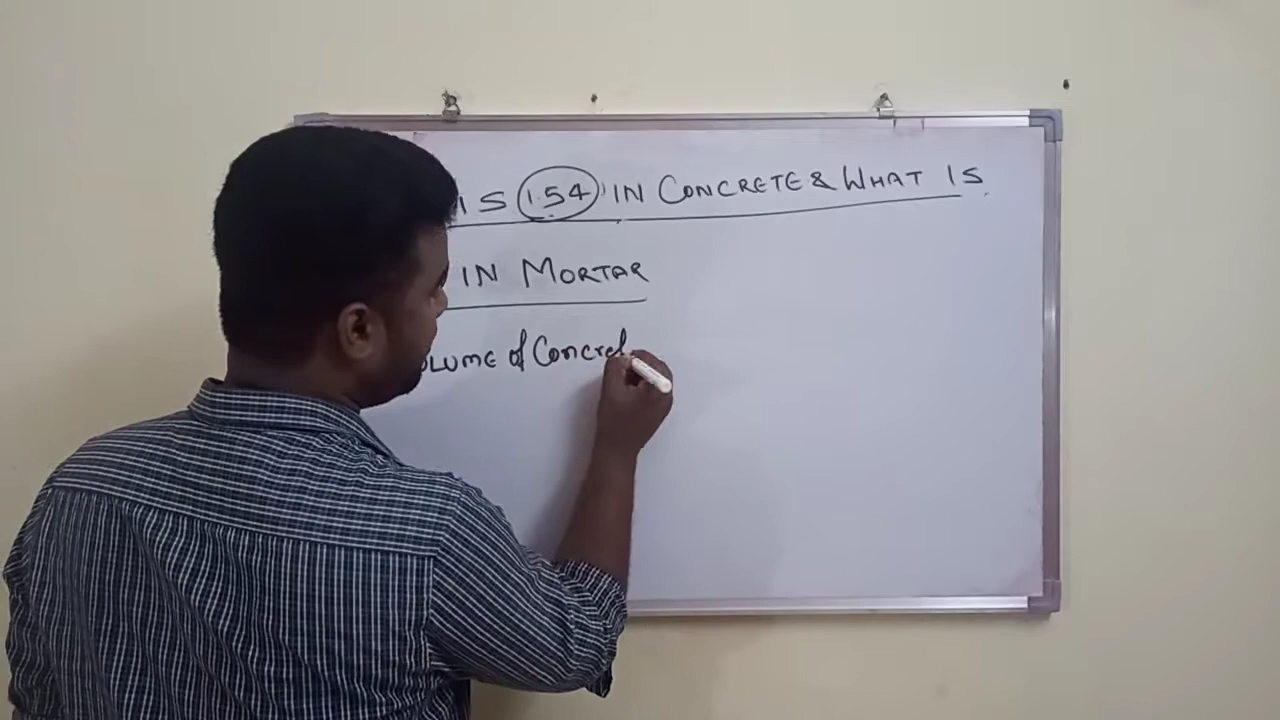 IS 1.54 IN CONCRETE & WHAT IS
IN MORTAR
OLUME of Concret